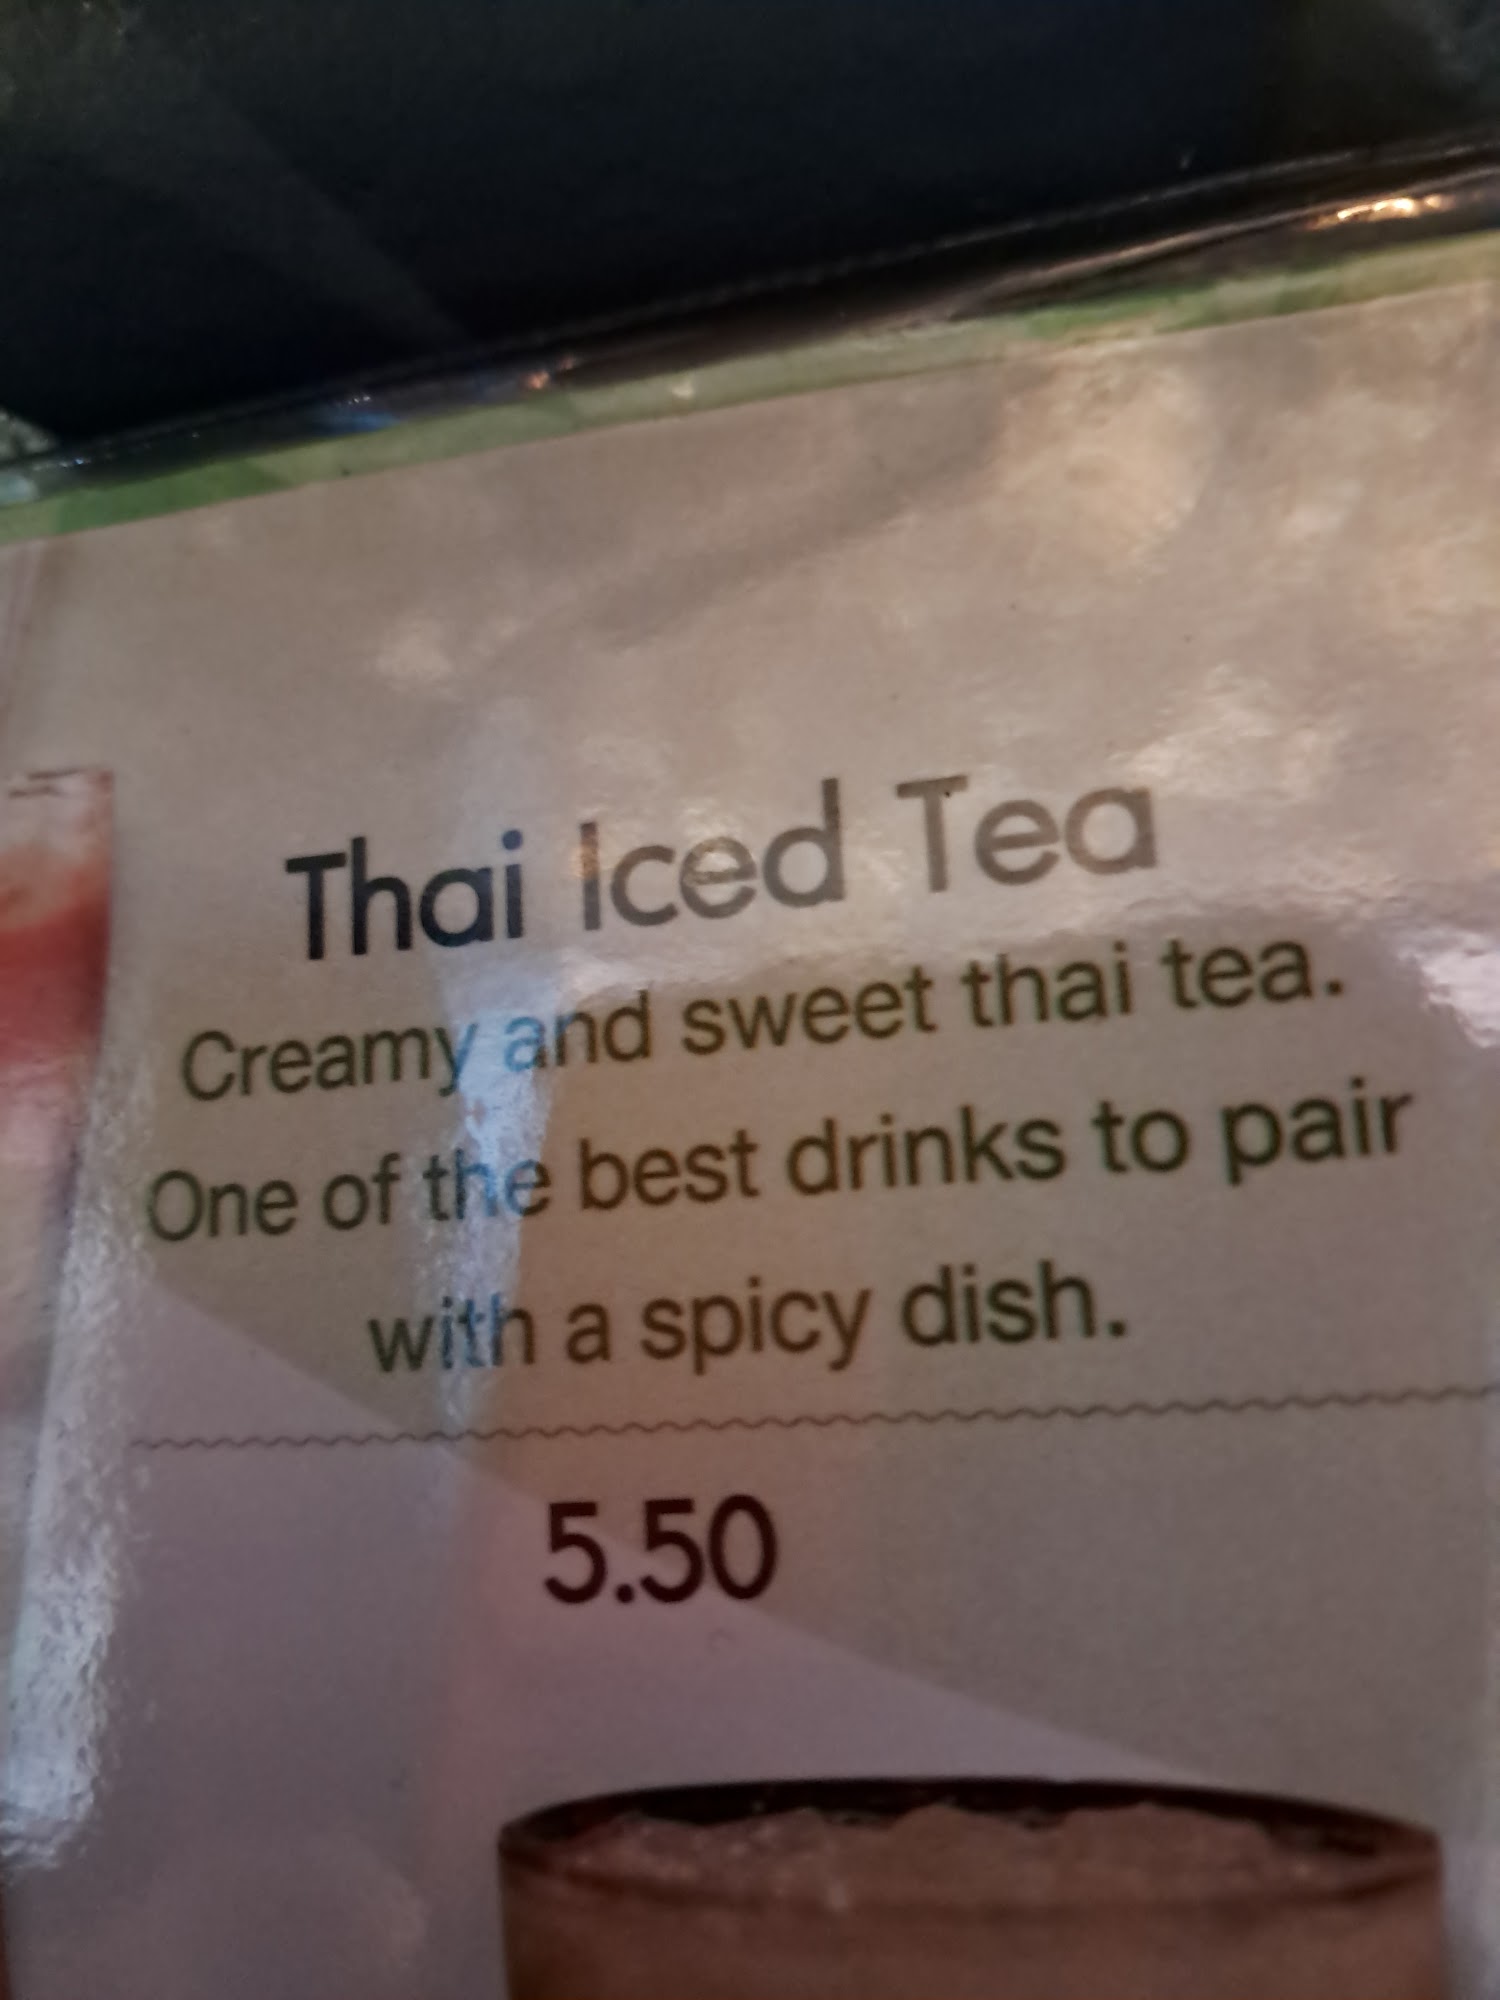 Thai Iced Tea
Creamy and sweet thai tea.
One of the best drinks to pair
with a spicy dish.
5.50